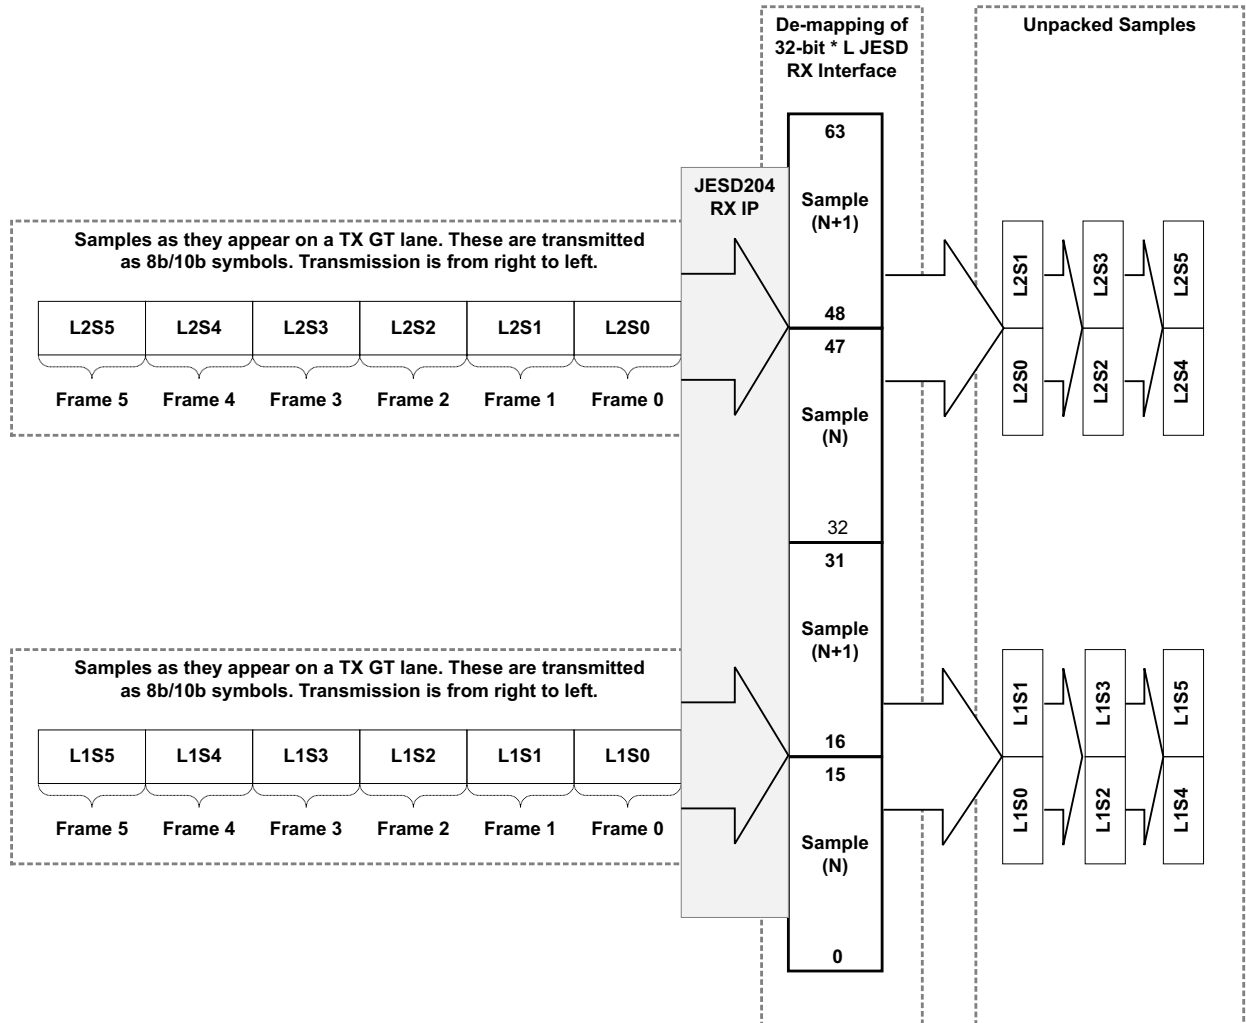 De-mapping of
32-bit * L JESD
RX Interface
Unpacked Samples
JESD204
RX IP
63
Sample
(N+1)
48
47
Sample
(N)
32
31
Sample
(N+1)
16
15
Sample
(N)
0
Samples as they appear on a TX GT lane. These are transmitted
as 8b/10b symbols. Transmission is from right to left.
L2S5 L2S4 L2S3 L2S2 L2S1 L2S0
Frame 5 Frame 4 Frame 3 Frame 2 Frame 1 Frame 0
L2S1 L2S3 L2S5
L2S0 L2S2 L2S4
Samples as they appear on a TX GT lane. These are transmitted
as 8b/10b symbols. Transmission is from right to left.
L1S5 L1S4 L1S3 L1S2 L1S1 L1S0
Frame 5 Frame 4 Frame 3 Frame 2 Frame 1 Frame 0
L1S1 L1S3 L1S5
L1S0 L1S2 L1S4